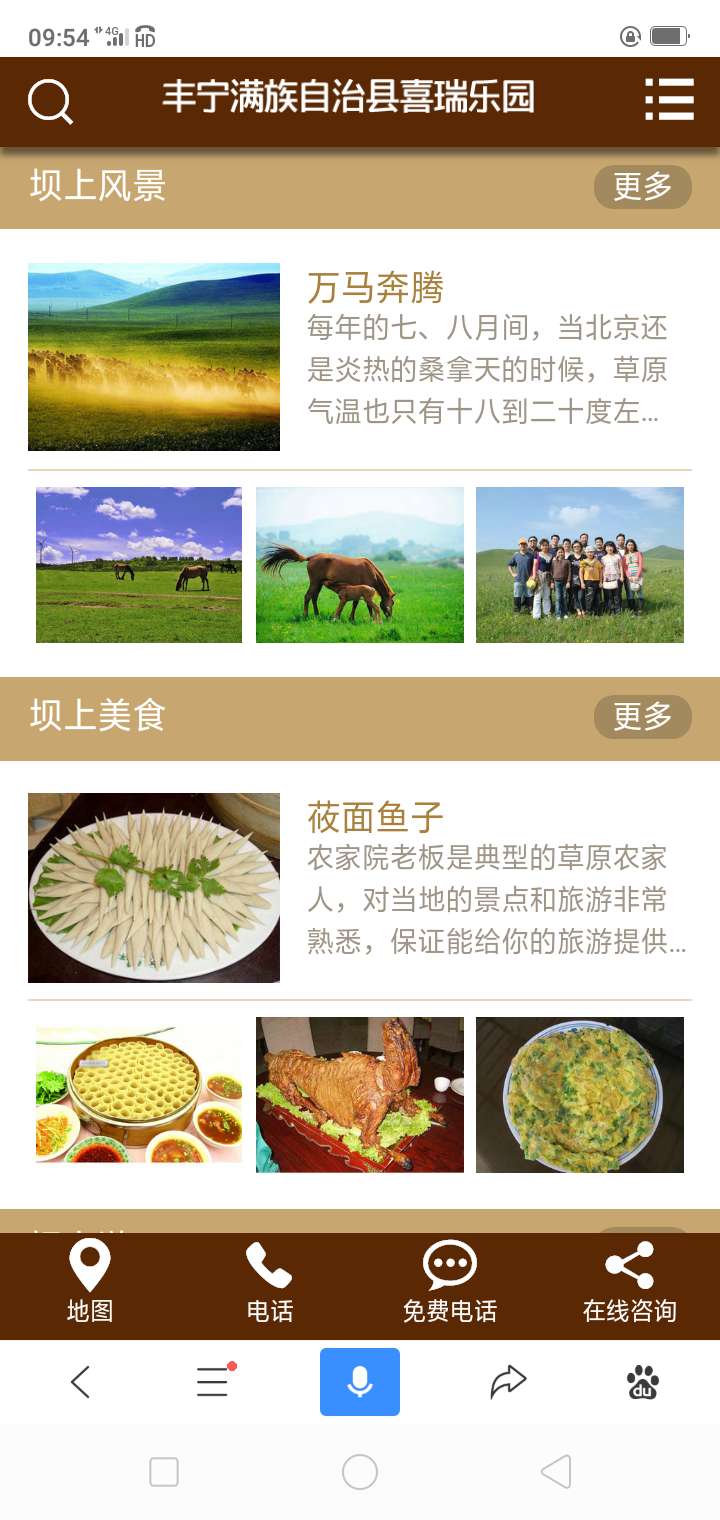 09:54 4G HD
丰宁满族自治县喜瑞乐园
坝上风景
更多
万马奔腾
每年的七、八月间，当北京还
是炎热的桑拿天的时候，草原
气温也只有十八到二十度左...
坝上美食
更多
莜面鱼子
农家院老板是典型的草原农家
人，对当地的景点和旅游非常
熟悉，保证能给你的旅游提供...
地图
电话
免费电话
在线咨询
du